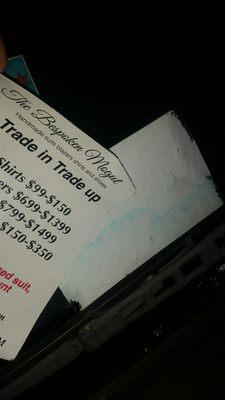 The Bespoken Mogul
Handmade suits blazers shirts and shoes
Trade in Trade up
Shirts $99-$150
ers $699-$1399
$799-$1499
$150-$350
ed suit,
unt